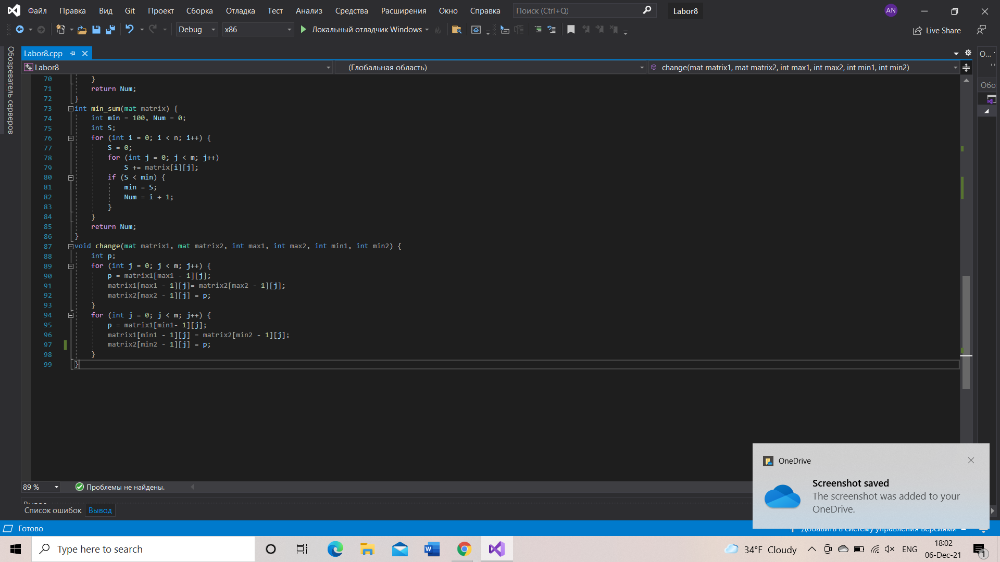 Файл Правка Вид Git Проект Сборка Отладка Тест Анализ Средства Расширения Окно Справка Поиск (Ctrl+Q) Labor8 AN
Debug x86 Локальный отладчик Windows Live Share
Обозреватель серверов
Labor8.cpp
О...
Labor8 (Глобальная область) change(mat matrix1, mat matrix2, int max1, int max2, int min1, int min2)
Обо
70 }
71 return Num;
72 }
73 int min_sum(mat matrix) {
74 int min = 100, Num = 0;
75 int S;
76 for (int i = 0; i < n; i++) {
77 S = 0;
78 for (int j = 0; j < m; j++)
79 S += matrix[i][j];
80 if (S < min) {
81 min = S;
82 Num = i + 1;
83 }
84 }
85 return Num;
86 }
87 void change(mat matrix1, mat matrix2, int max1, int max2, int min1, int min2) {
88 int p;
89 for (int j = 0; j < m; j++) {
90 p = matrix1[max1 - 1][j];
91 matrix1[max1 - 1][j]= matrix2[max2 - 1][j];
92 matrix2[max2 - 1][j] = p;
93 }
94 for (int j = 0; j < m; j++) {
95 p = matrix1[min1- 1][j];
96 matrix1[min1 - 1][j] = matrix2[min2 - 1][j];
97 matrix2[min2 - 1][j] = p;
98 }
99 }
89 % Проблемы не найдены.
Вывод
Список ошибок Вывод
OneDrive
Screenshot saved
The screenshot was added to your
OneDrive.
Готово
Добавить в систему управления версиями
Type here to search
34°F Cloudy ENG
18:02
06-Dec-21
1